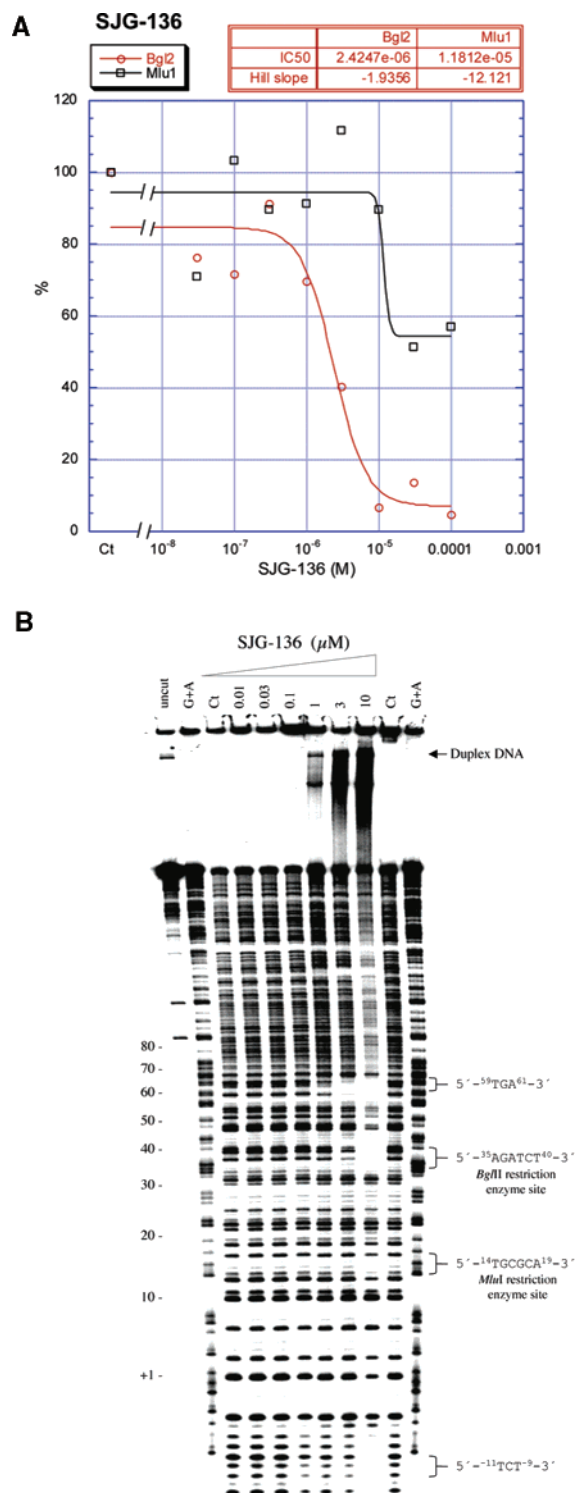 A
SJG-136
Bgl2
Mlu1
Bgl2 Mlu1
IC50 2.4247e-06 1.1812e-05
Hill slope -1.9356 -12.121
120
100
80
60
40
20
0
%
Ct 10-8 10-7 10-6 10-5 0.0001 0.001
SJG-136 (M)
B
SJG-136 (µM)
uncut G+A Ct 0.01 0.03 0.1 1 3 10 Ct G+A
Duplex DNA
80 -
70 -
60 -
5´-59TGA61-3´
50 -
40 -
5´-35AGATCT40-3´
BglII restriction
enzyme site
30 -
20 -
5´-14TGCGCA19-3´
MluI restriction
enzyme site
10 -
+1 -
5´--11TCT-9-3´